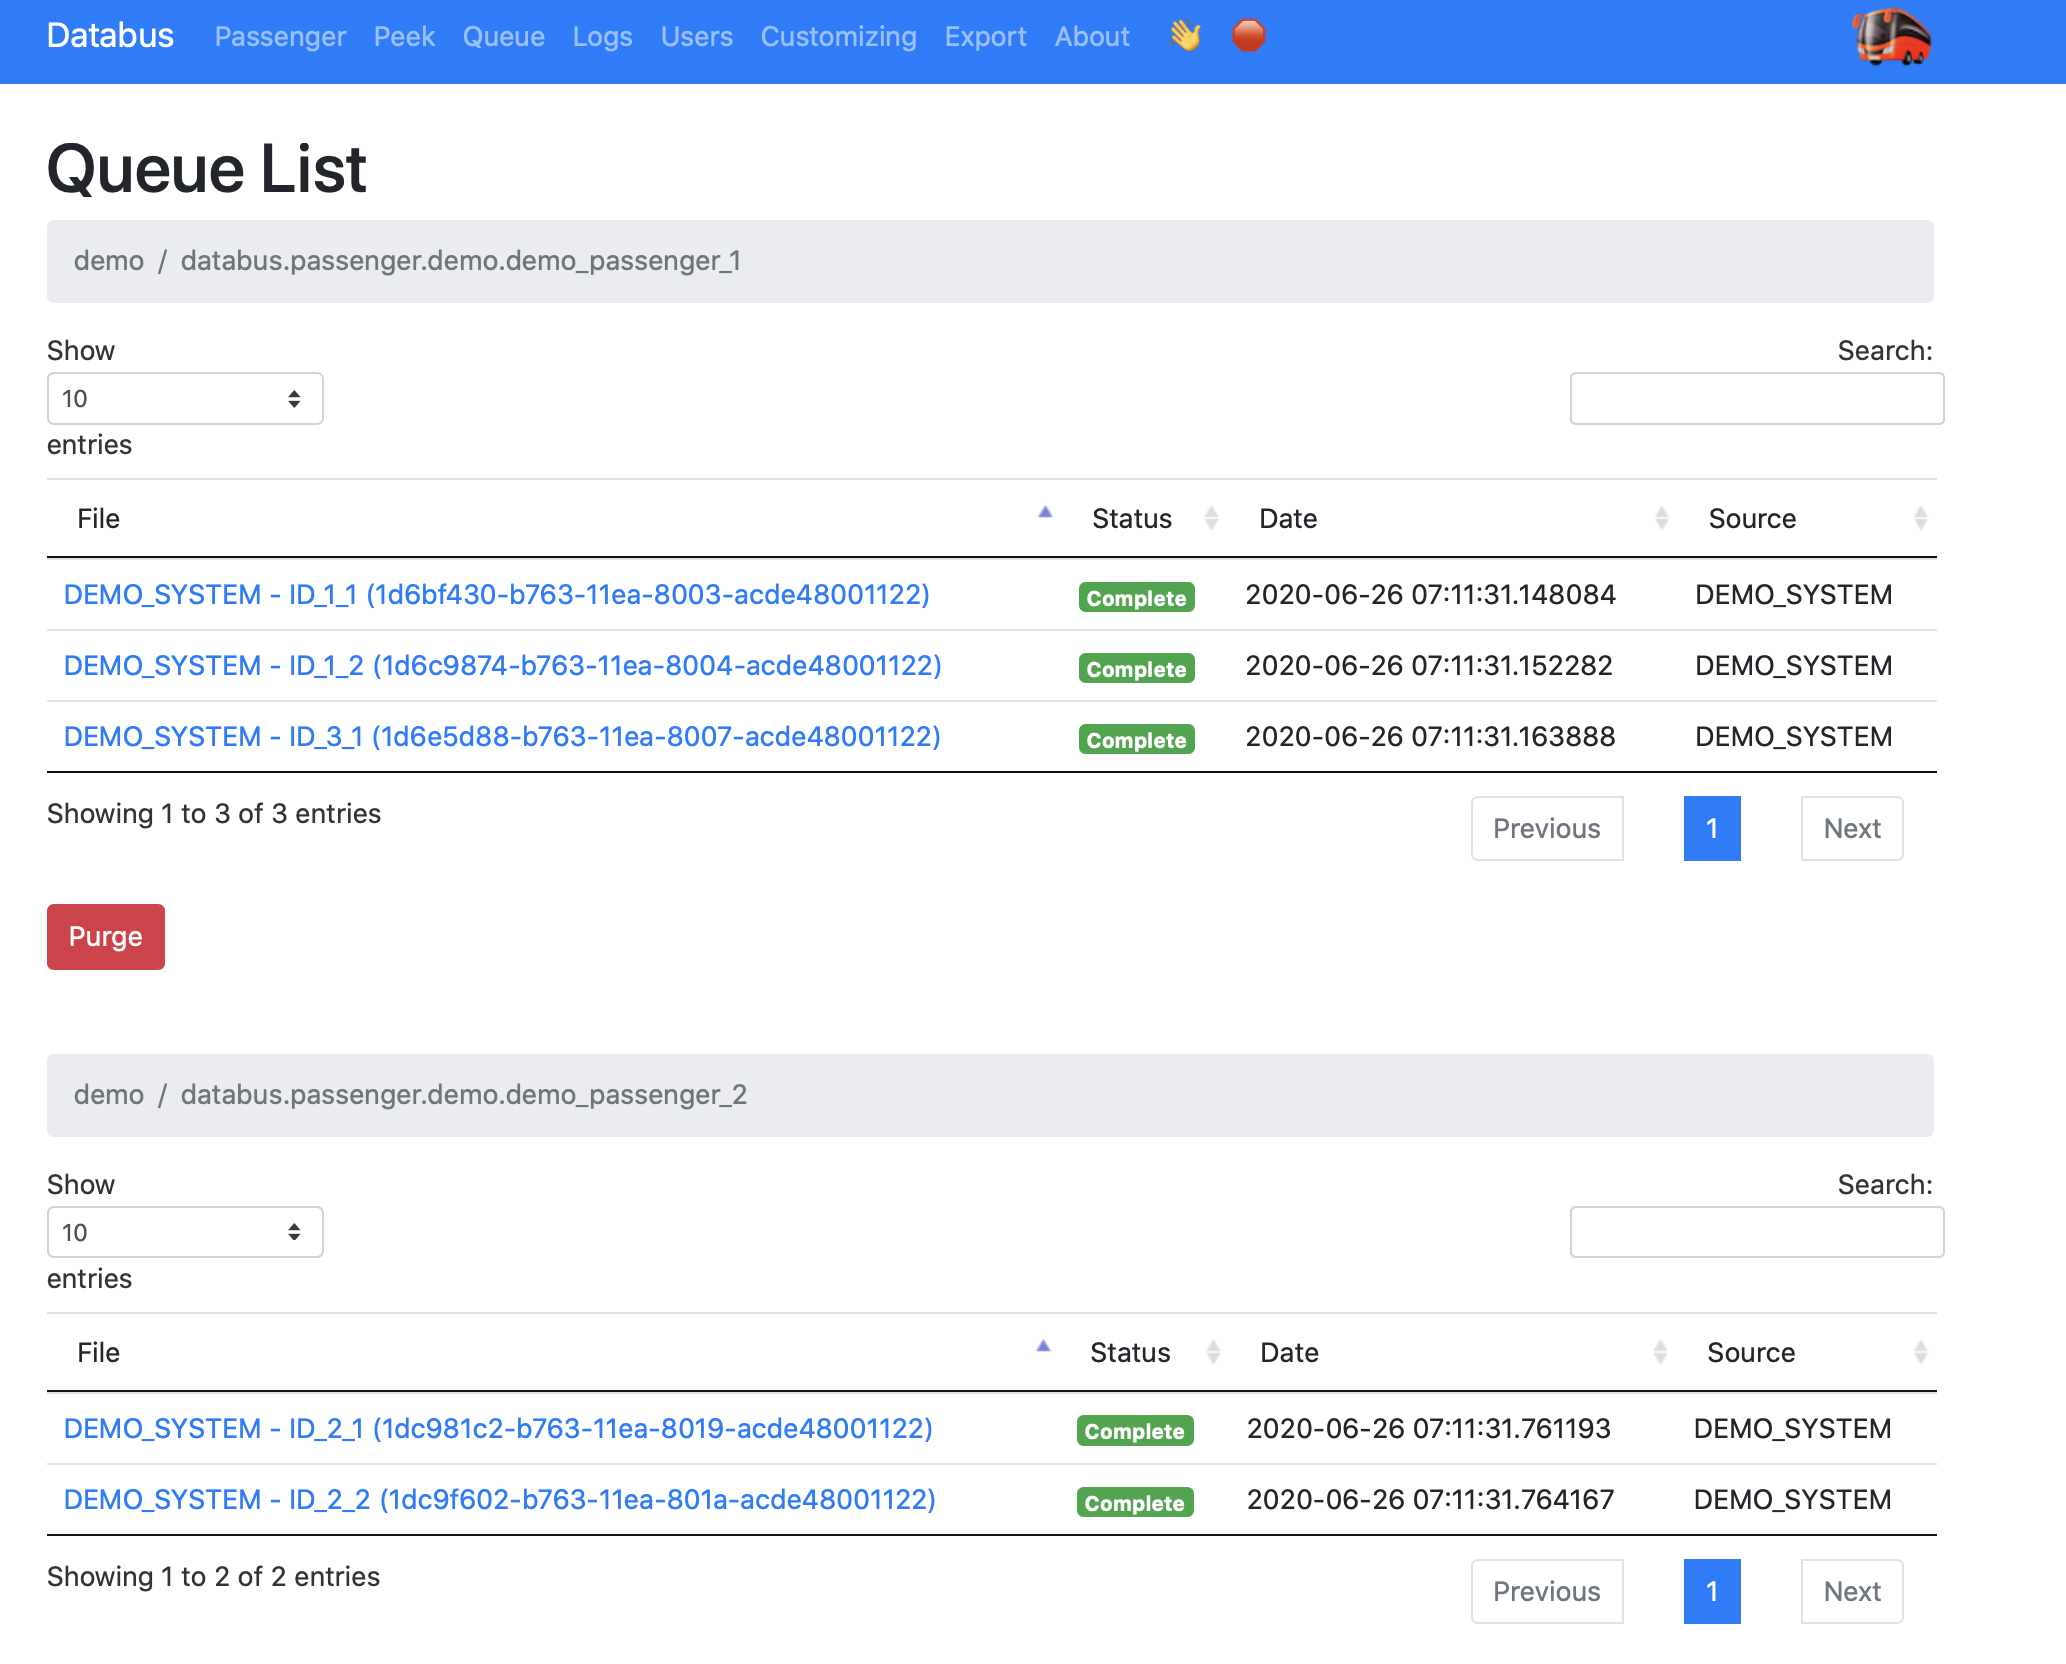 Databus Passenger Peek Queue Logs Users Customizing Export About
Queue List
demo / databus.passenger.demo.demo_passenger_1
Show Search:
10
entries
File Status Date Source
DEMO_SYSTEM - ID_1_1 (1d6bf430-b763-11ea-8003-acde48001122) Complete 2020-06-26 07:11:31.148084 DEMO_SYSTEM
DEMO_SYSTEM - ID_1_2 (1d6c9874-b763-11ea-8004-acde48001122) Complete 2020-06-26 07:11:31.152282 DEMO_SYSTEM
DEMO_SYSTEM - ID_3_1 (1d6e5d88-b763-11ea-8007-acde48001122) Complete 2020-06-26 07:11:31.163888 DEMO_SYSTEM
Showing 1 to 3 of 3 entries Previous 1 Next
Purge
demo / databus.passenger.demo.demo_passenger_2
Show Search:
10
entries
File Status Date Source
DEMO_SYSTEM - ID_2_1 (1dc981c2-b763-11ea-8019-acde48001122) Complete 2020-06-26 07:11:31.761193 DEMO_SYSTEM
DEMO_SYSTEM - ID_2_2 (1dc9f602-b763-11ea-801a-acde48001122) Complete 2020-06-26 07:11:31.764167 DEMO_SYSTEM
Showing 1 to 2 of 2 entries Previous 1 Next